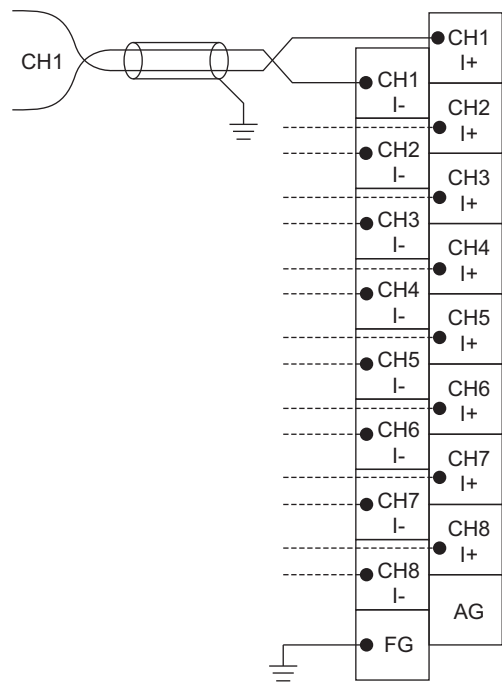 CH1
CH1
I+
CH1
I-
CH2
I+
CH2
I-
CH3
I+
CH3
I-
CH4
I+
CH4
I-
CH5
I+
CH5
I-
CH6
I+
CH6
I-
CH7
I+
CH7
I-
CH8
I+
CH8
I-
AG
FG